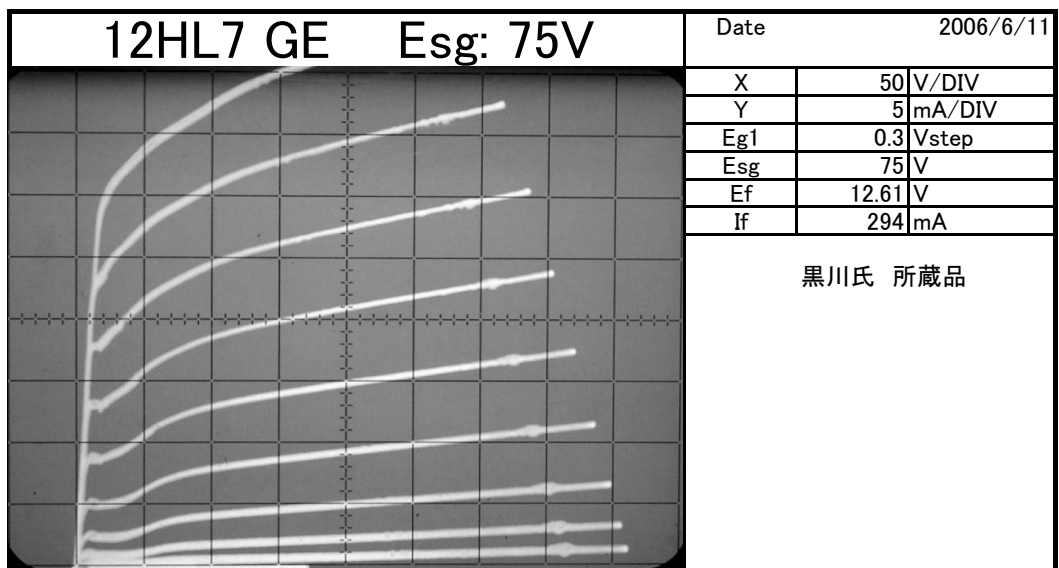 12HL7 GE Esg: 75V
Date 2006/6/11
X 50 V/DIV
Y 5 mA/DIV
Eg1 0.3 Vstep
Esg 75 V
Ef 12.61 V
If 294 mA
黒川氏 所蔵品